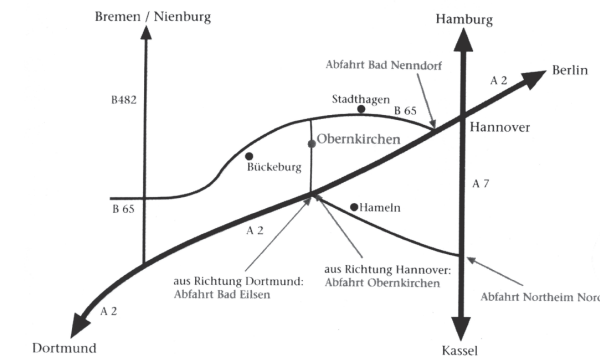 Bremen / Nienburg
Hamburg
Abfahrt Bad Nenndorf
Berlin
A 2
B482
Stadthagen
B 65
Hannover
Obernkirchen
Bückeburg
A 7
B 65
Hameln
A 2
aus Richtung Dortmund:
Abfahrt Bad Eilsen
aus Richtung Hannover:
Abfahrt Obernkirchen
Abfahrt Northeim Nord
A 2
Dortmund
Kassel